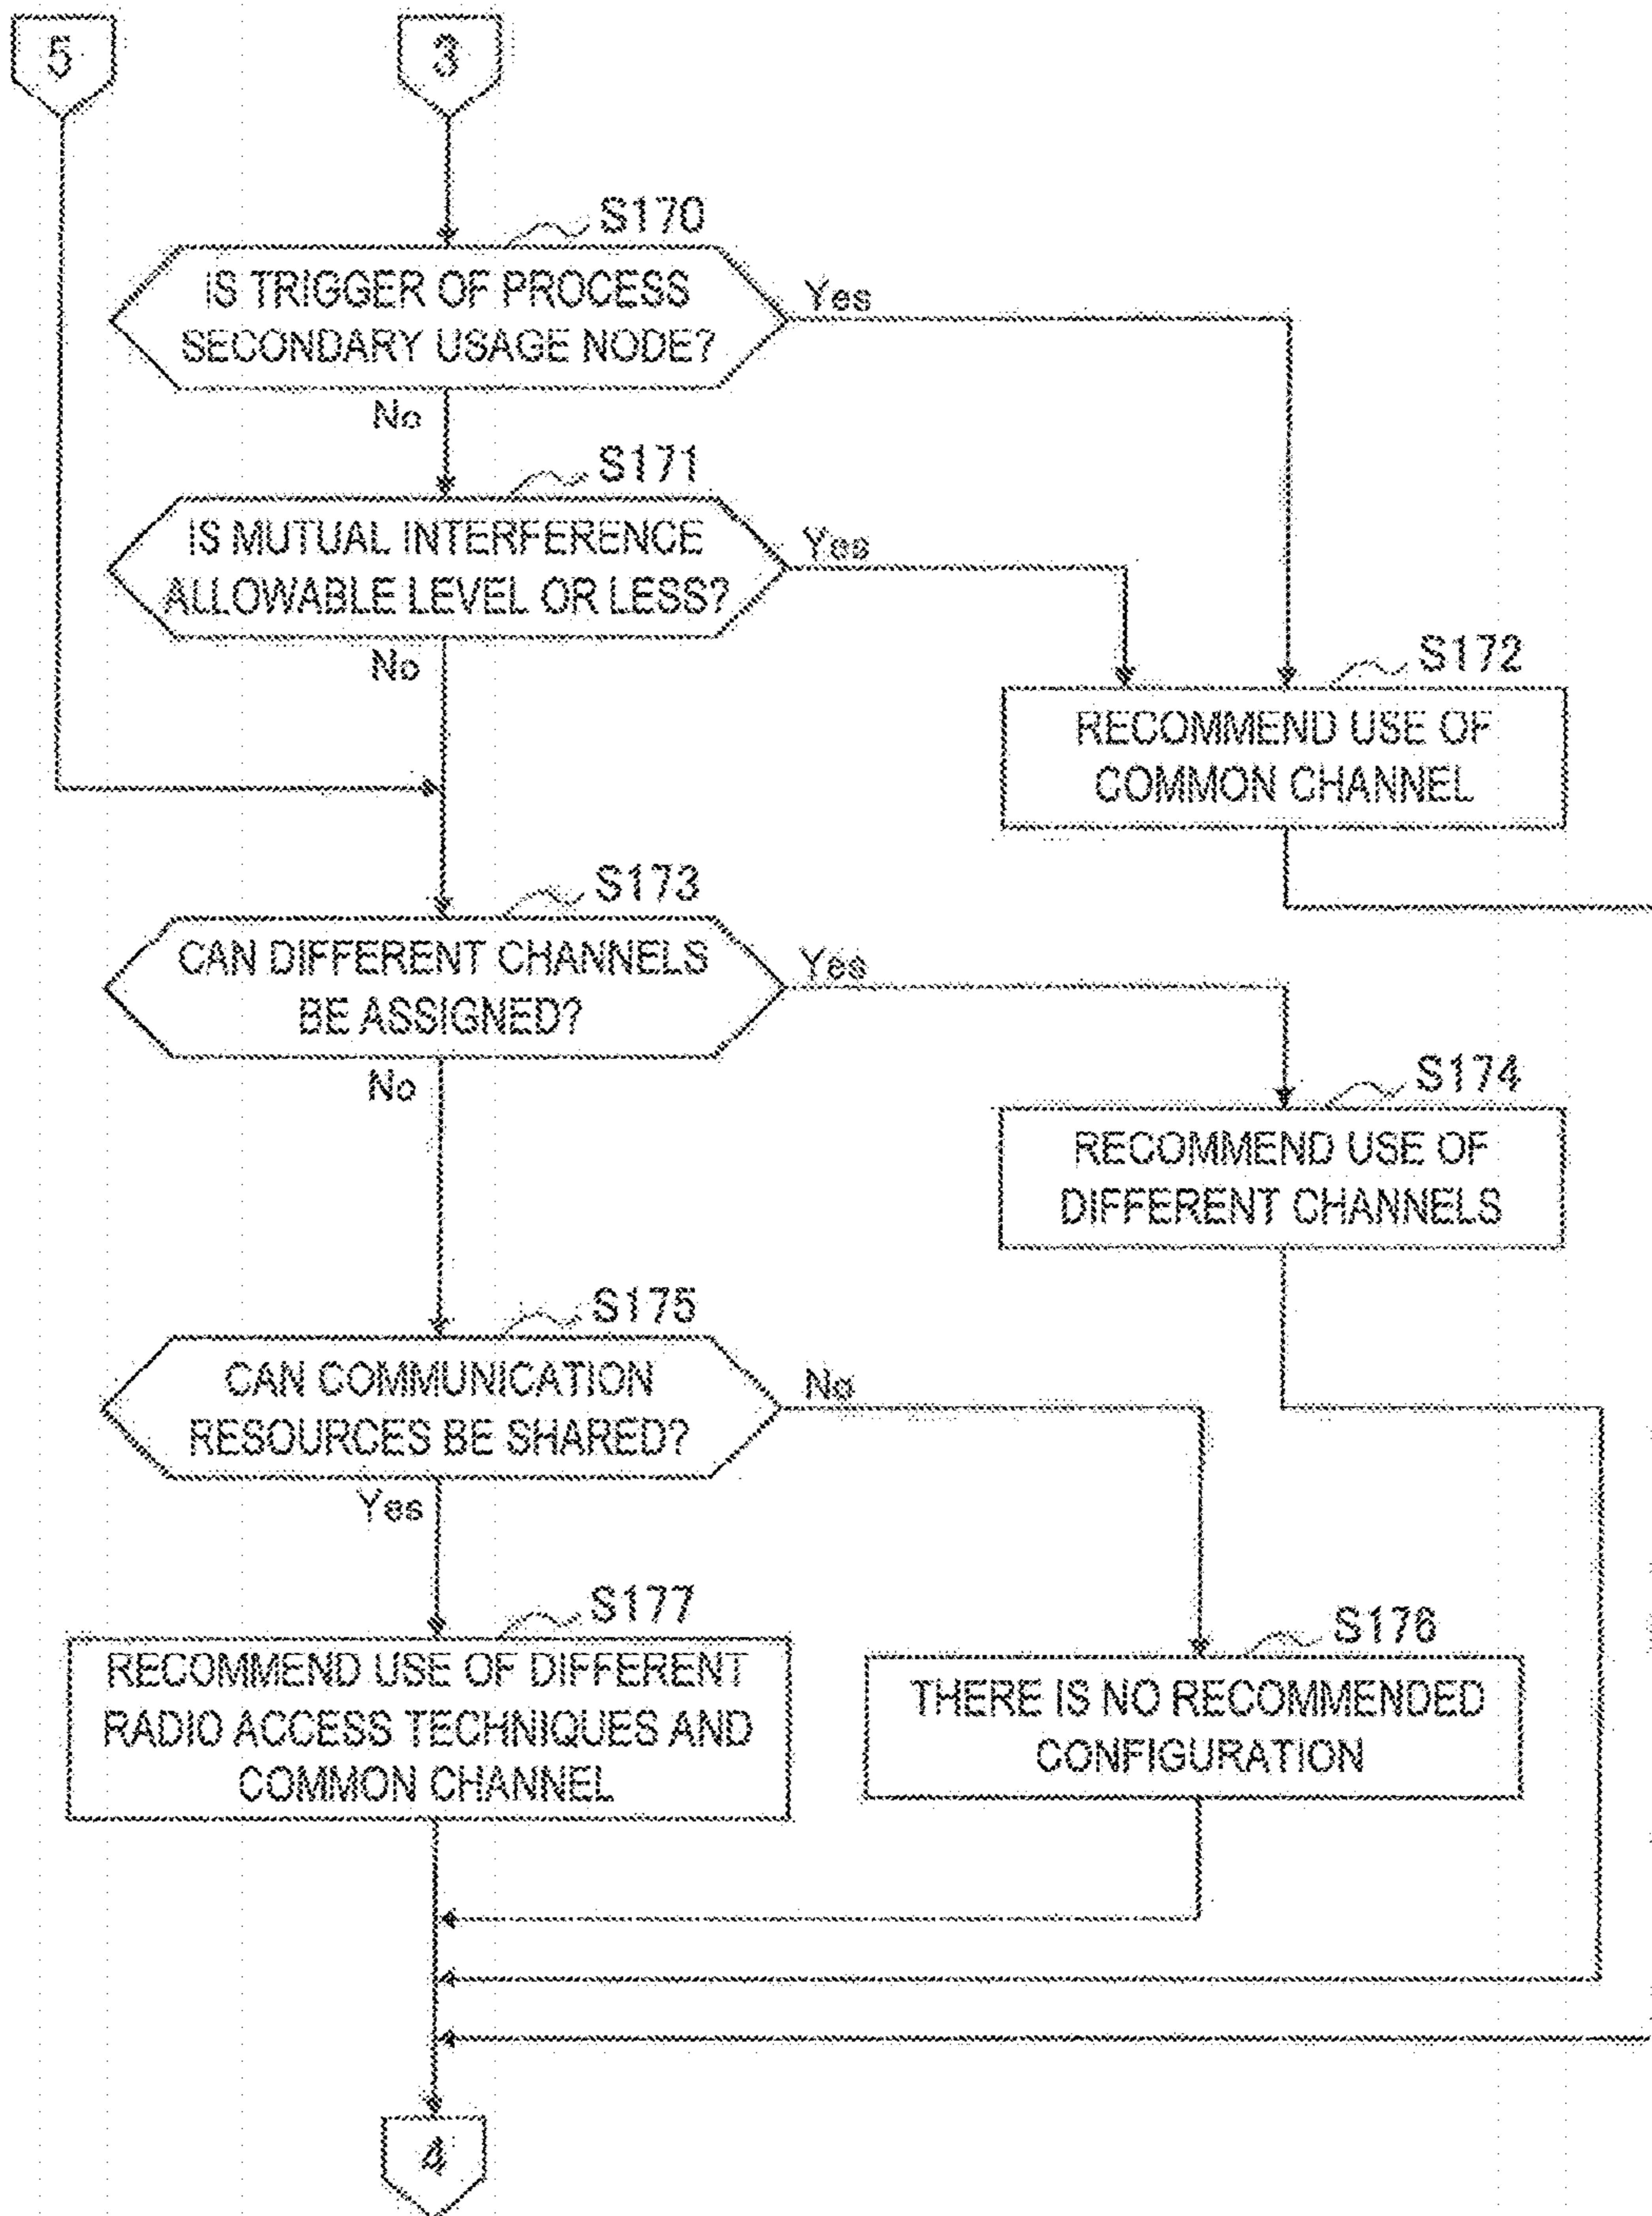 5
3
S170
IS TRIGGER OF PROCESS
SECONDARY USAGE NODE?
Yes
No
S171
IS MUTUAL INTERFERENCE
ALLOWABLE LEVEL OR LESS?
Yes
No
S172
RECOMMEND USE OF
COMMON CHANNEL
S173
CAN DIFFERENT CHANNELS
BE ASSIGNED?
Yes
No
S174
RECOMMEND USE OF
DIFFERENT CHANNELS
S175
CAN COMMUNICATION
RESOURCES BE SHARED?
No
Yes
S177
RECOMMEND USE OF DIFFERENT
RADIO ACCESS TECHNIQUES AND
COMMON CHANNEL
S176
THERE IS NO RECOMMENDED
CONFIGURATION
4